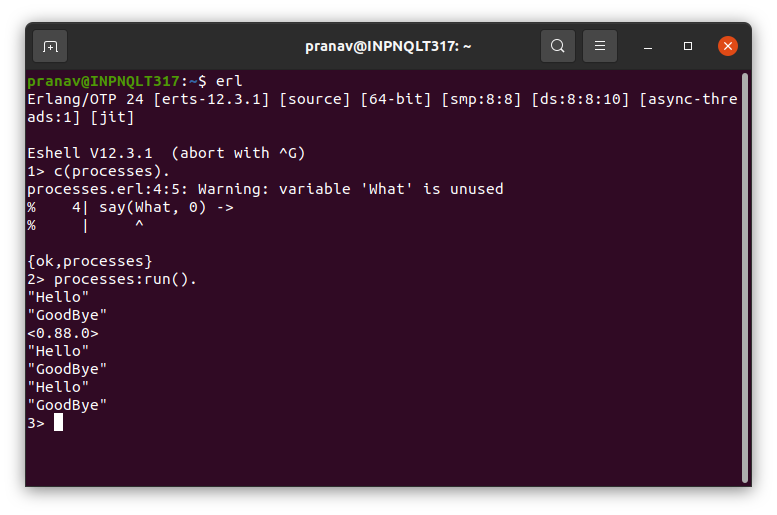 pranav@INPNQLT317: ~
pranav@INPNQLT317:~$ erl
Erlang/OTP 24 [erts-12.3.1] [source] [64-bit] [smp:8:8] [ds:8:8:10] [async-thre
ads:1] [jit]
Eshell V12.3.1  (abort with ^G)
1> c(processes).
processes.erl:4:5: Warning: variable 'What' is unused
%    4| say(What, 0) ->
%     |     ^
{ok,processes}
2> processes:run().
"Hello"
"GoodBye"
<0.88.0>
"Hello"
"GoodBye"
"Hello"
"GoodBye"
3>